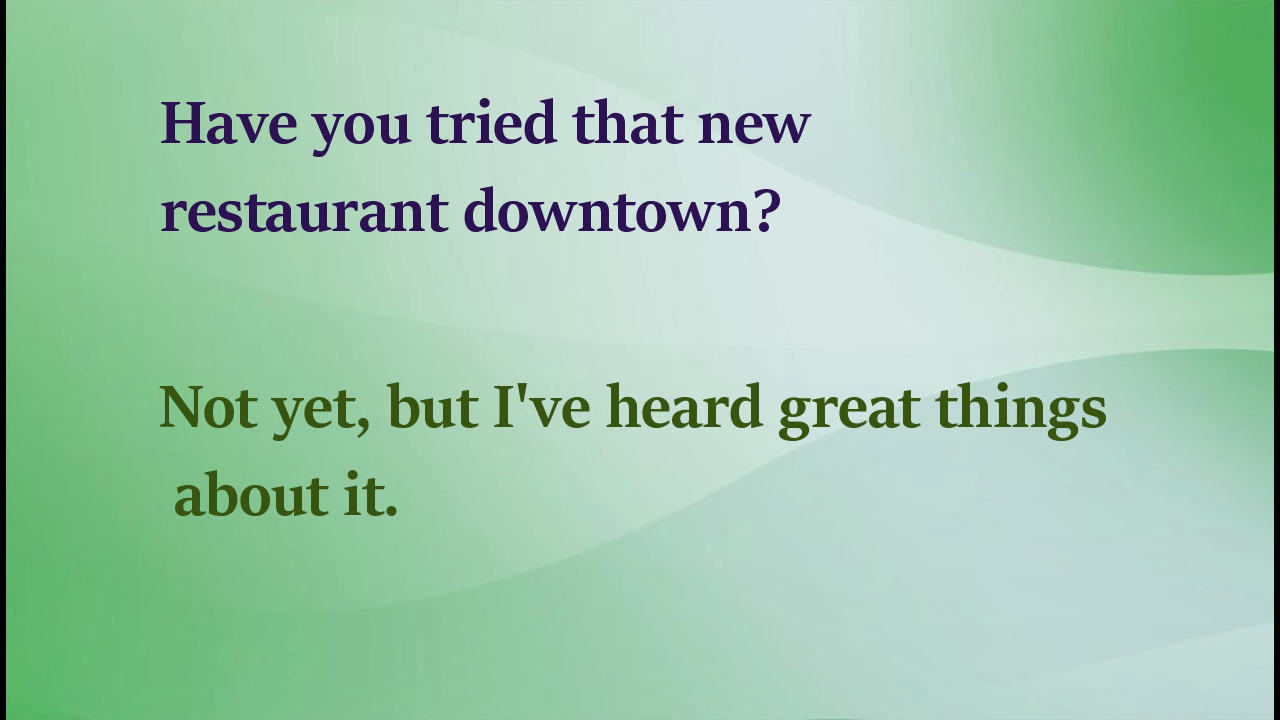 Have you tried that new
restaurant downtown?
Not yet, but I've heard great things
about it.